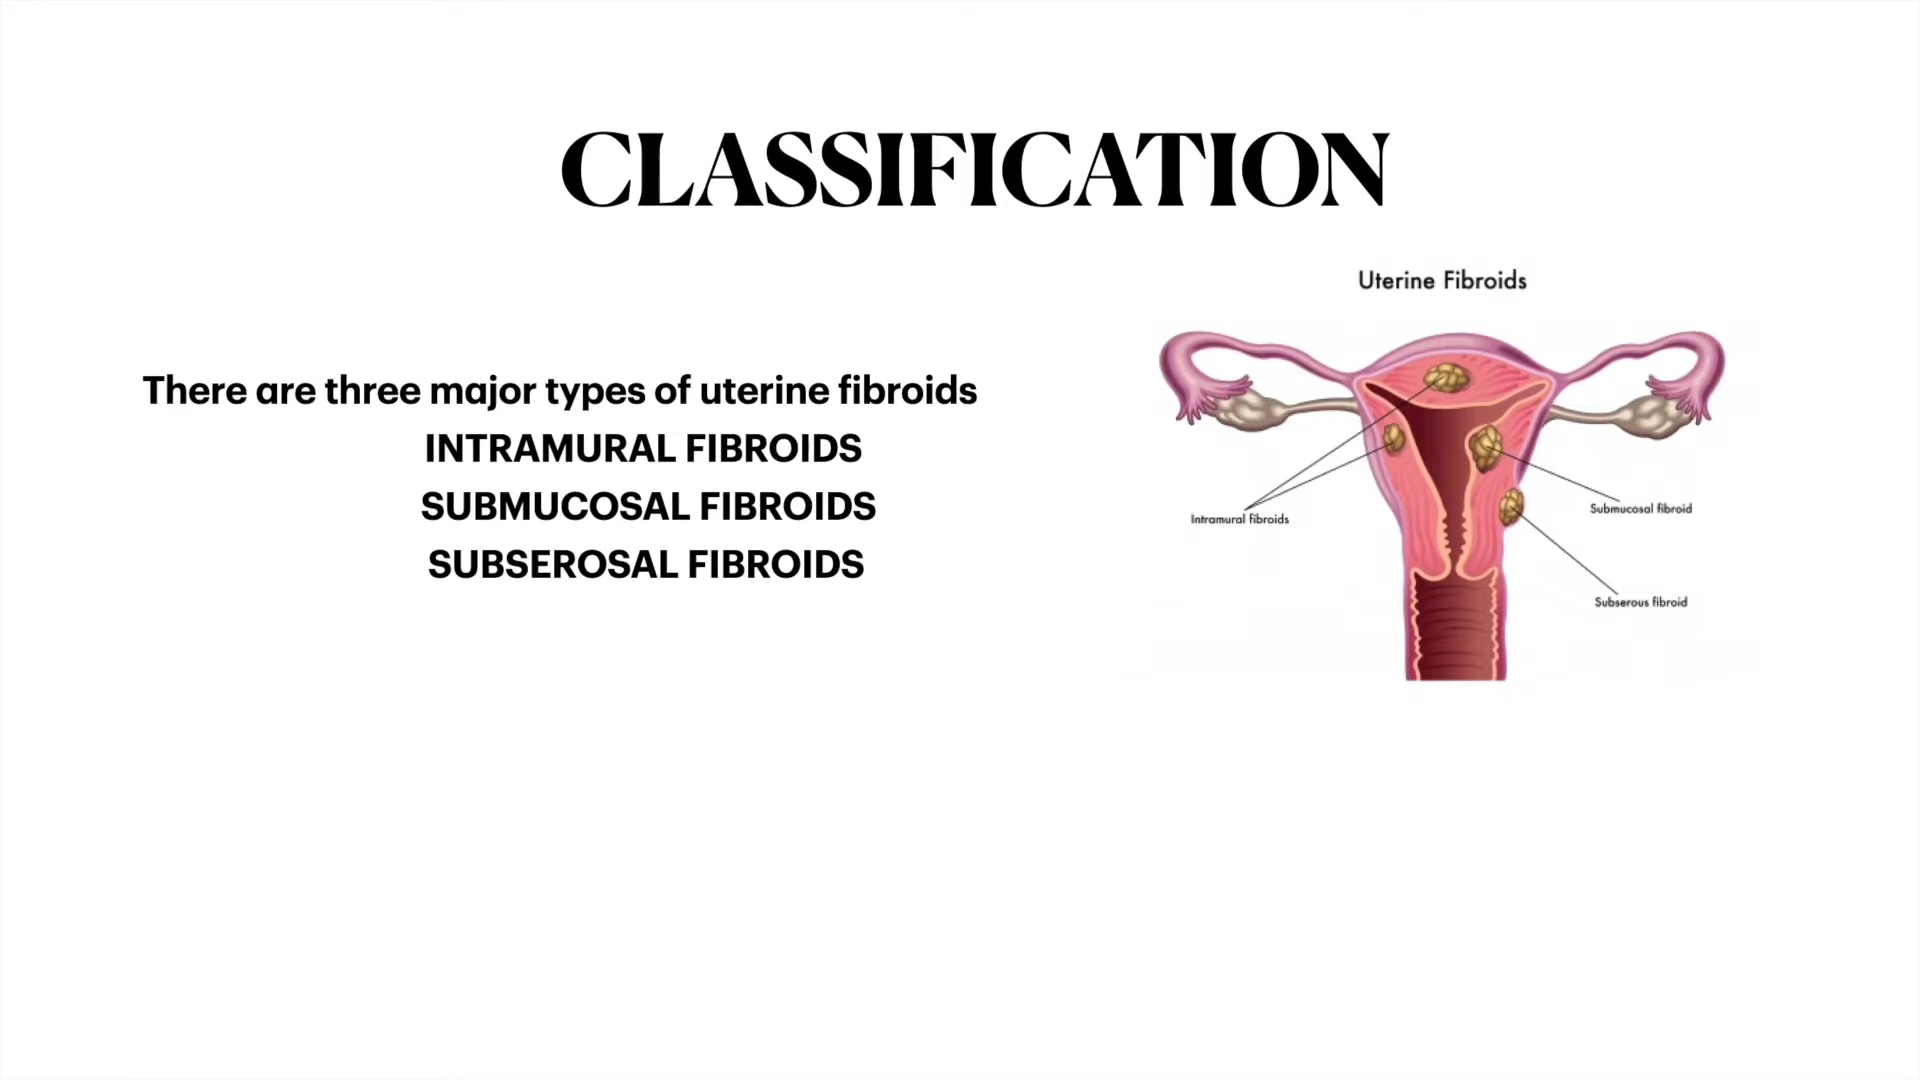 CLASSIFICATION
There are three major types of uterine fibroids
INTRAMURAL FIBROIDS
SUBMUCOSAL FIBROIDS
SUBSEROSAL FIBROIDS
Uterine Fibroids
Intramural fibroids
Submucosal fibroid
Subserous fibroid